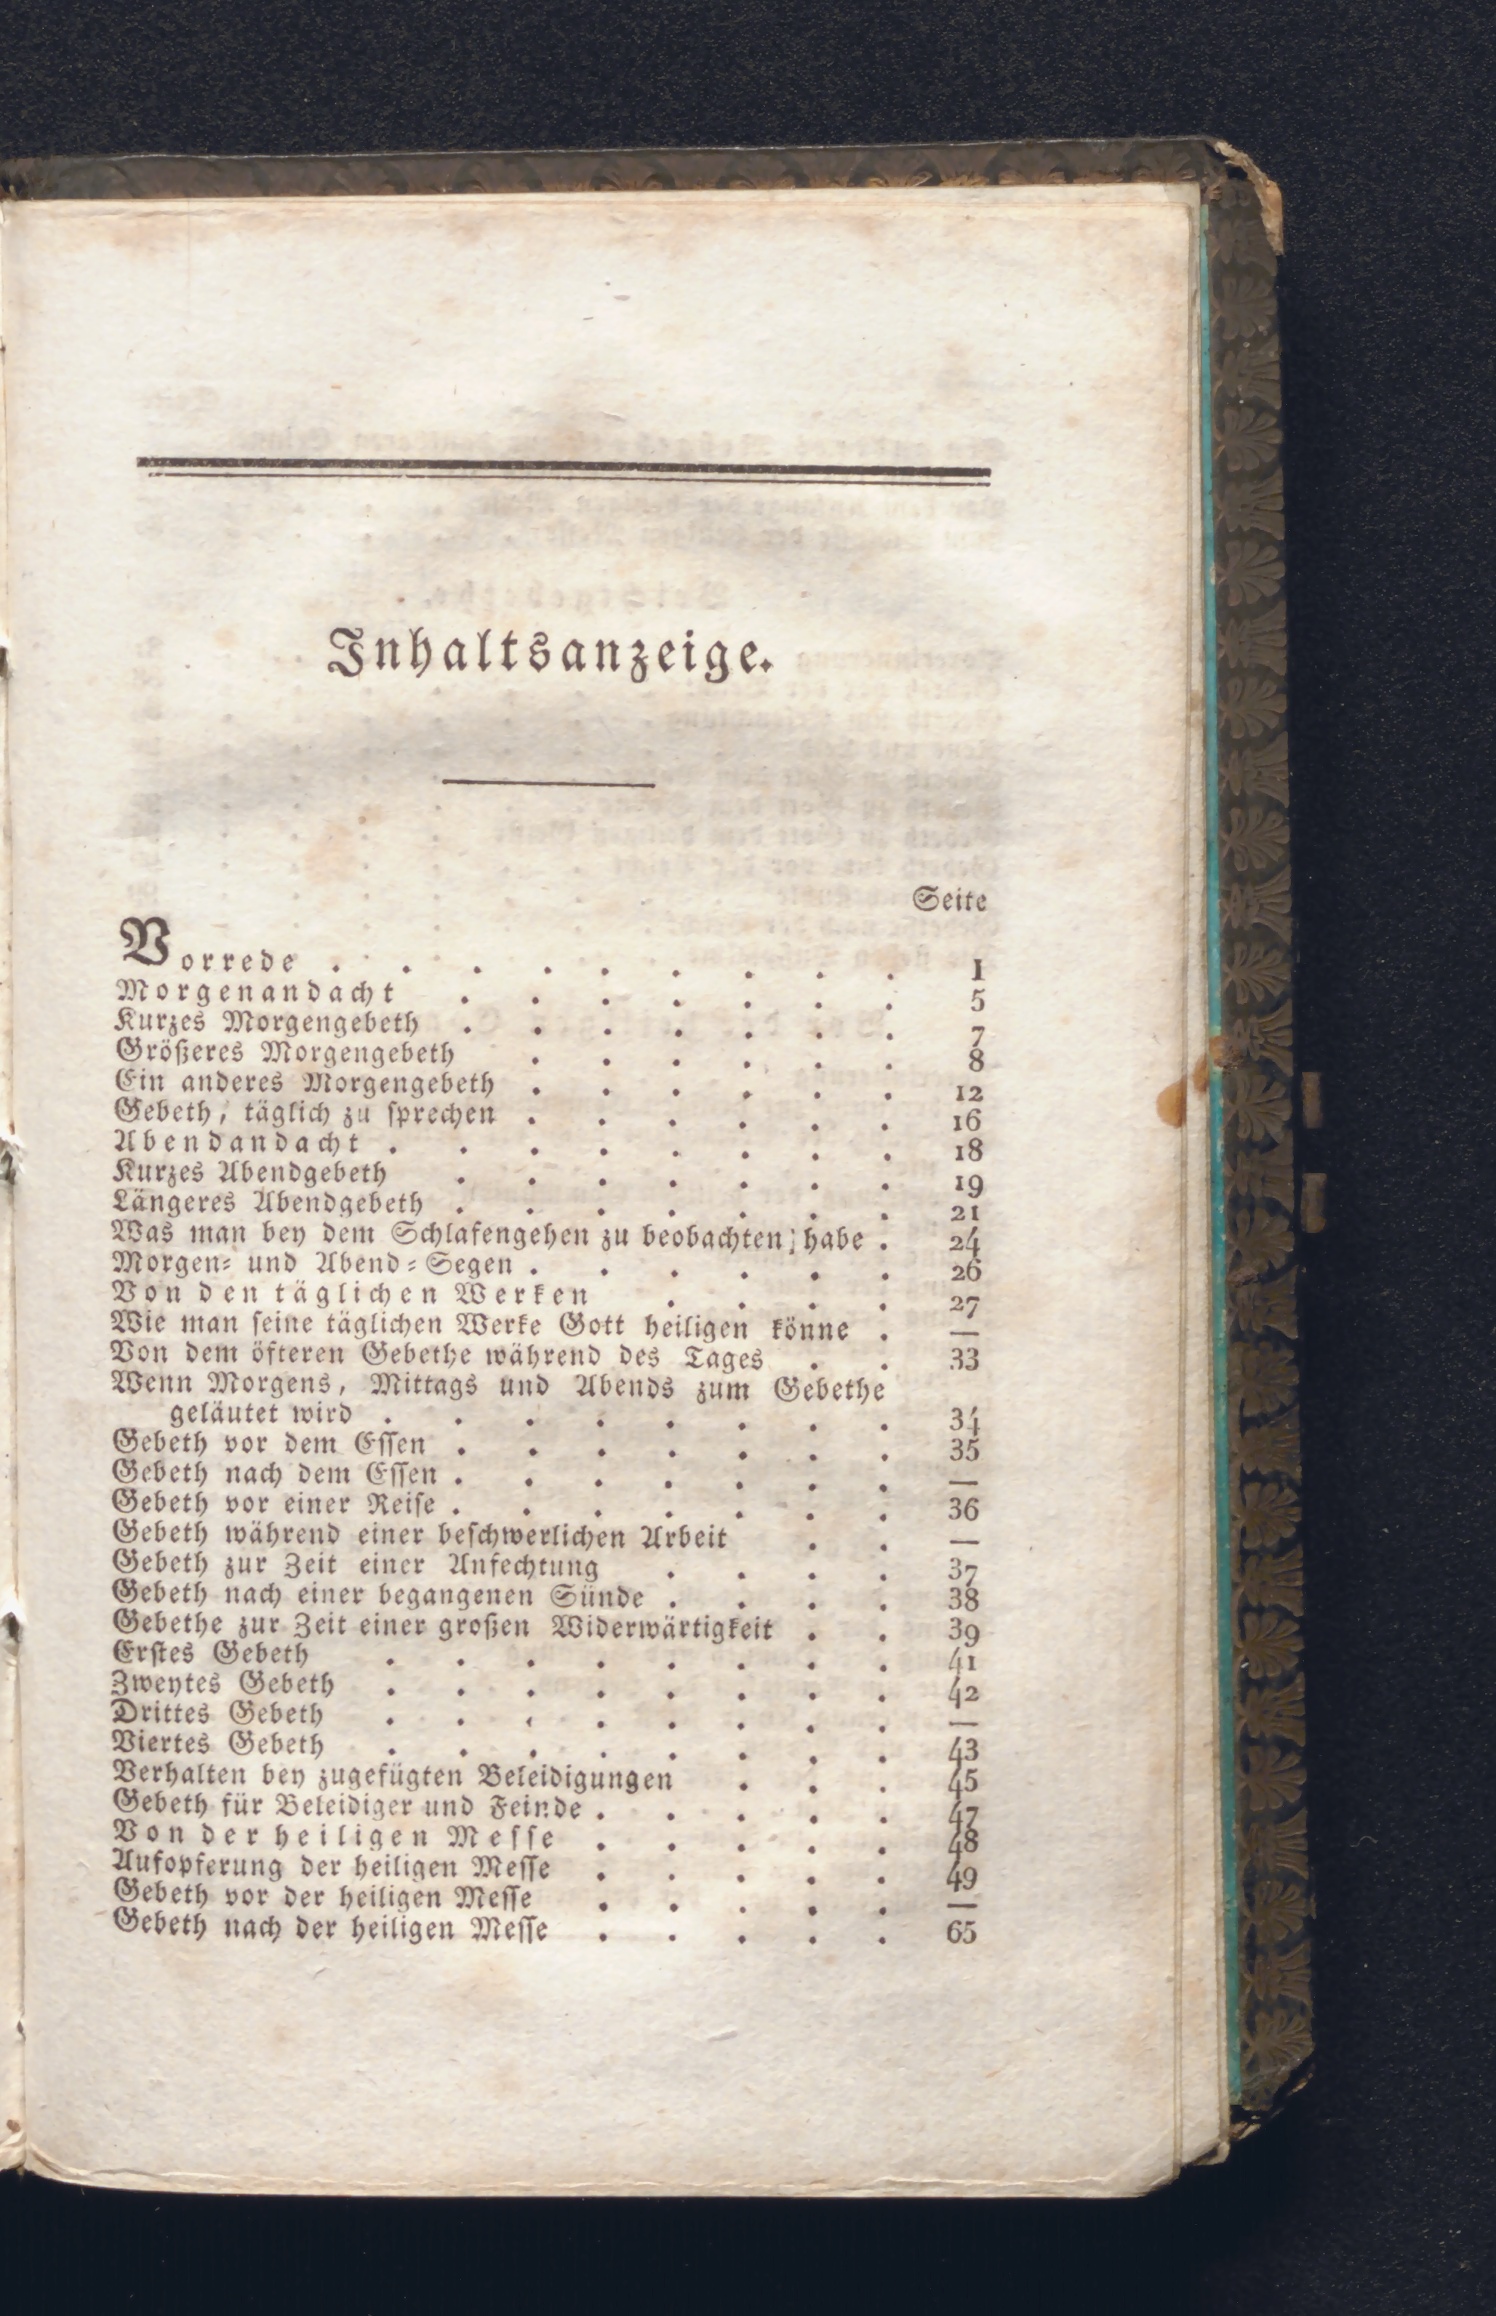 Inhaltsanzeige.
Seite
Vorrede . . . . . . . . . 1
Morgenandacht . . . . . . . 5
Kurzes Morgengebeth . . . . . . . 7
Größeres Morgengebeth . . . . . . 8
Ein anderes Morgengebeth . . . . . . 12
Gebeth, täglich zu sprechen . . . . . . 16
Abendandacht . . . . . . . . 18
Kurzes Abendgebeth . . . . . . . 19
Längeres Abendgebeth . . . . . . . 21
Was man bey dem Schlafengehen zu beobachten habe . 24
Morgen- und Abend-Segen . . . . . . 26
Von den täglichen Werken . . . . 27
Wie man seine täglichen Werke Gott heiligen könne . —
Von dem öfteren Gebethe während des Tages . . 33
Wenn Morgens, Mittags und Abends zum Gebethe
geläutet wird . . . . . . . . 34
Gebeth vor dem Essen . . . . . . . 35
Gebeth nach dem Essen . . . . . . . —
Gebeth vor einer Reise . . . . . . . 36
Gebeth während einer beschwerlichen Arbeit . . —
Gebeth zur Zeit einer Anfechtung . . . . 37
Gebeth nach einer begangenen Sünde . . . . 38
Gebethe zur Zeit einer großen Widerwärtigkeit . . 39
Erstes Gebeth . . . . . . . . 41
Zweytes Gebeth . . . . . . . . 42
Drittes Gebeth . . . . . . . . —
Viertes Gebeth . . . . . . . . 43
Verhalten bey zugefügten Beleidigungen . . . 45
Gebeth für Beleidiger und Feinde . . . . . 47
Von der heiligen Messe . . . . . 48
Aufopferung der heiligen Messe . . . . . 49
Gebeth vor der heiligen Messe . . . . . —
Gebeth nach der heiligen Messe . . . . . 65